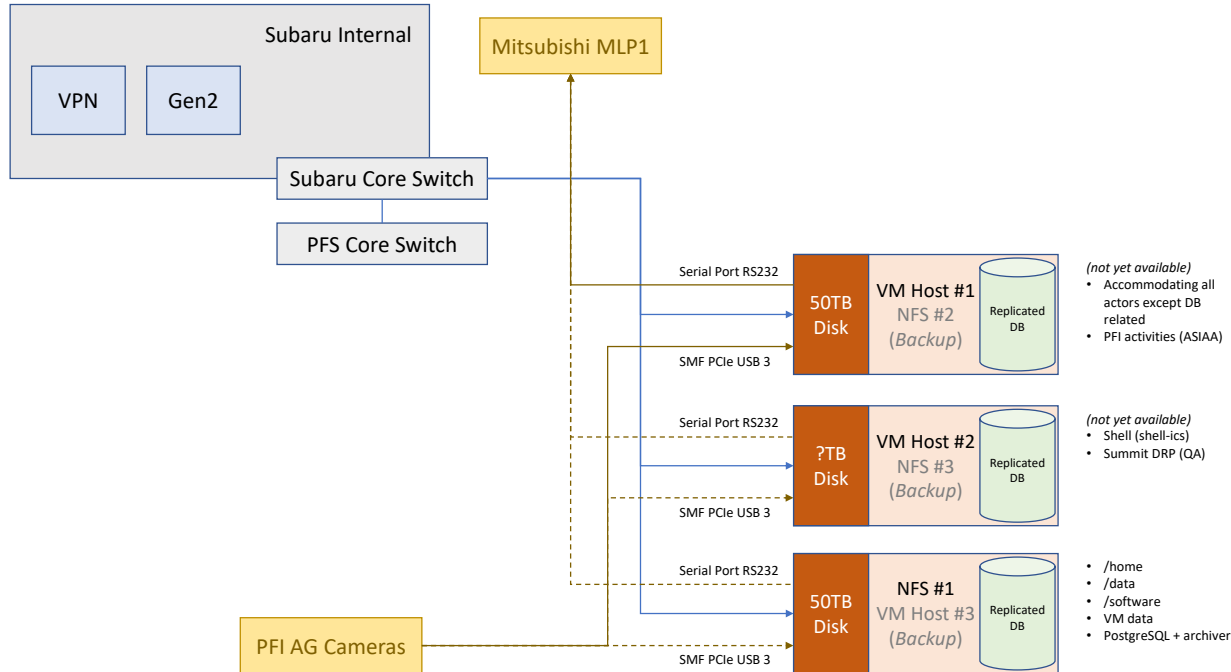 Subaru Internal
VPN
Gen2
Mitsubishi MLP1
Subaru Core Switch
PFS Core Switch
Serial Port RS232
SMF PCIe USB 3
50TB
Disk
VM Host #1
NFS #2
(Backup)
Replicated
DB
(not yet available)
• Accommodating all
actors except DB
related
• PFI activities (ASIAA)
Serial Port RS232
SMF PCIe USB 3
?TB
Disk
VM Host #2
NFS #3
(Backup)
Replicated
DB
(not yet available)
• Shell (shell-ics)
• Summit DRP (QA)
Serial Port RS232
SMF PCIe USB 3
50TB
Disk
NFS #1
VM Host #3
(Backup)
Replicated
DB
• /home
• /data
• /software
• VM data
• PostgreSQL + archiver
PFI AG Cameras